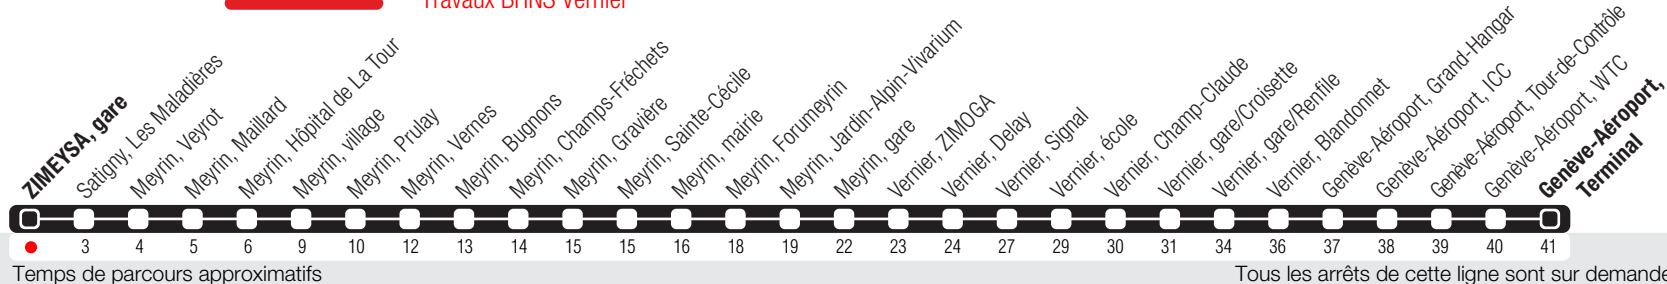 Travaux BHNS Vernier
ZIMEYSA, gare
Satigny, Les Maladières
Meyrin, Veyrot
Meyrin, Maillard
Meyrin, Hôpital de La Tour
Meyrin, village
Meyrin, Prulay
Meyrin, Vernes
Meyrin, Bugnons
Meyrin, Champs-Fréchets
Meyrin, Gravière
Meyrin, Sainte-Cécile
Meyrin, mairie
Meyrin, Forumeyrin
Meyrin, Jardin-Alpin-Vivarium
Meyrin, gare
Vernier, ZIMOGA
Vernier, Delay
Vernier, Signal
Vernier, école
Vernier, Champ-Claude
Vernier, gare/Croisette
Vernier, gare/Renfile
Vernier, Blandonnet
Genève-Aéroport, Grand-Hangar
Genève-Aéroport, ICC
Genève-Aéroport, Tour-de-Contrôle
Genève-Aéroport, WTC
Genève-Aéroport,
Terminal
3 4 5 6 9 10 12 13 14 15 15 16 18 19 22 23 24 27 29 30 31 34 36 37 38 39 40 41
Temps de parcours approximatifs
Tous les arrêts de cette ligne sont sur demande